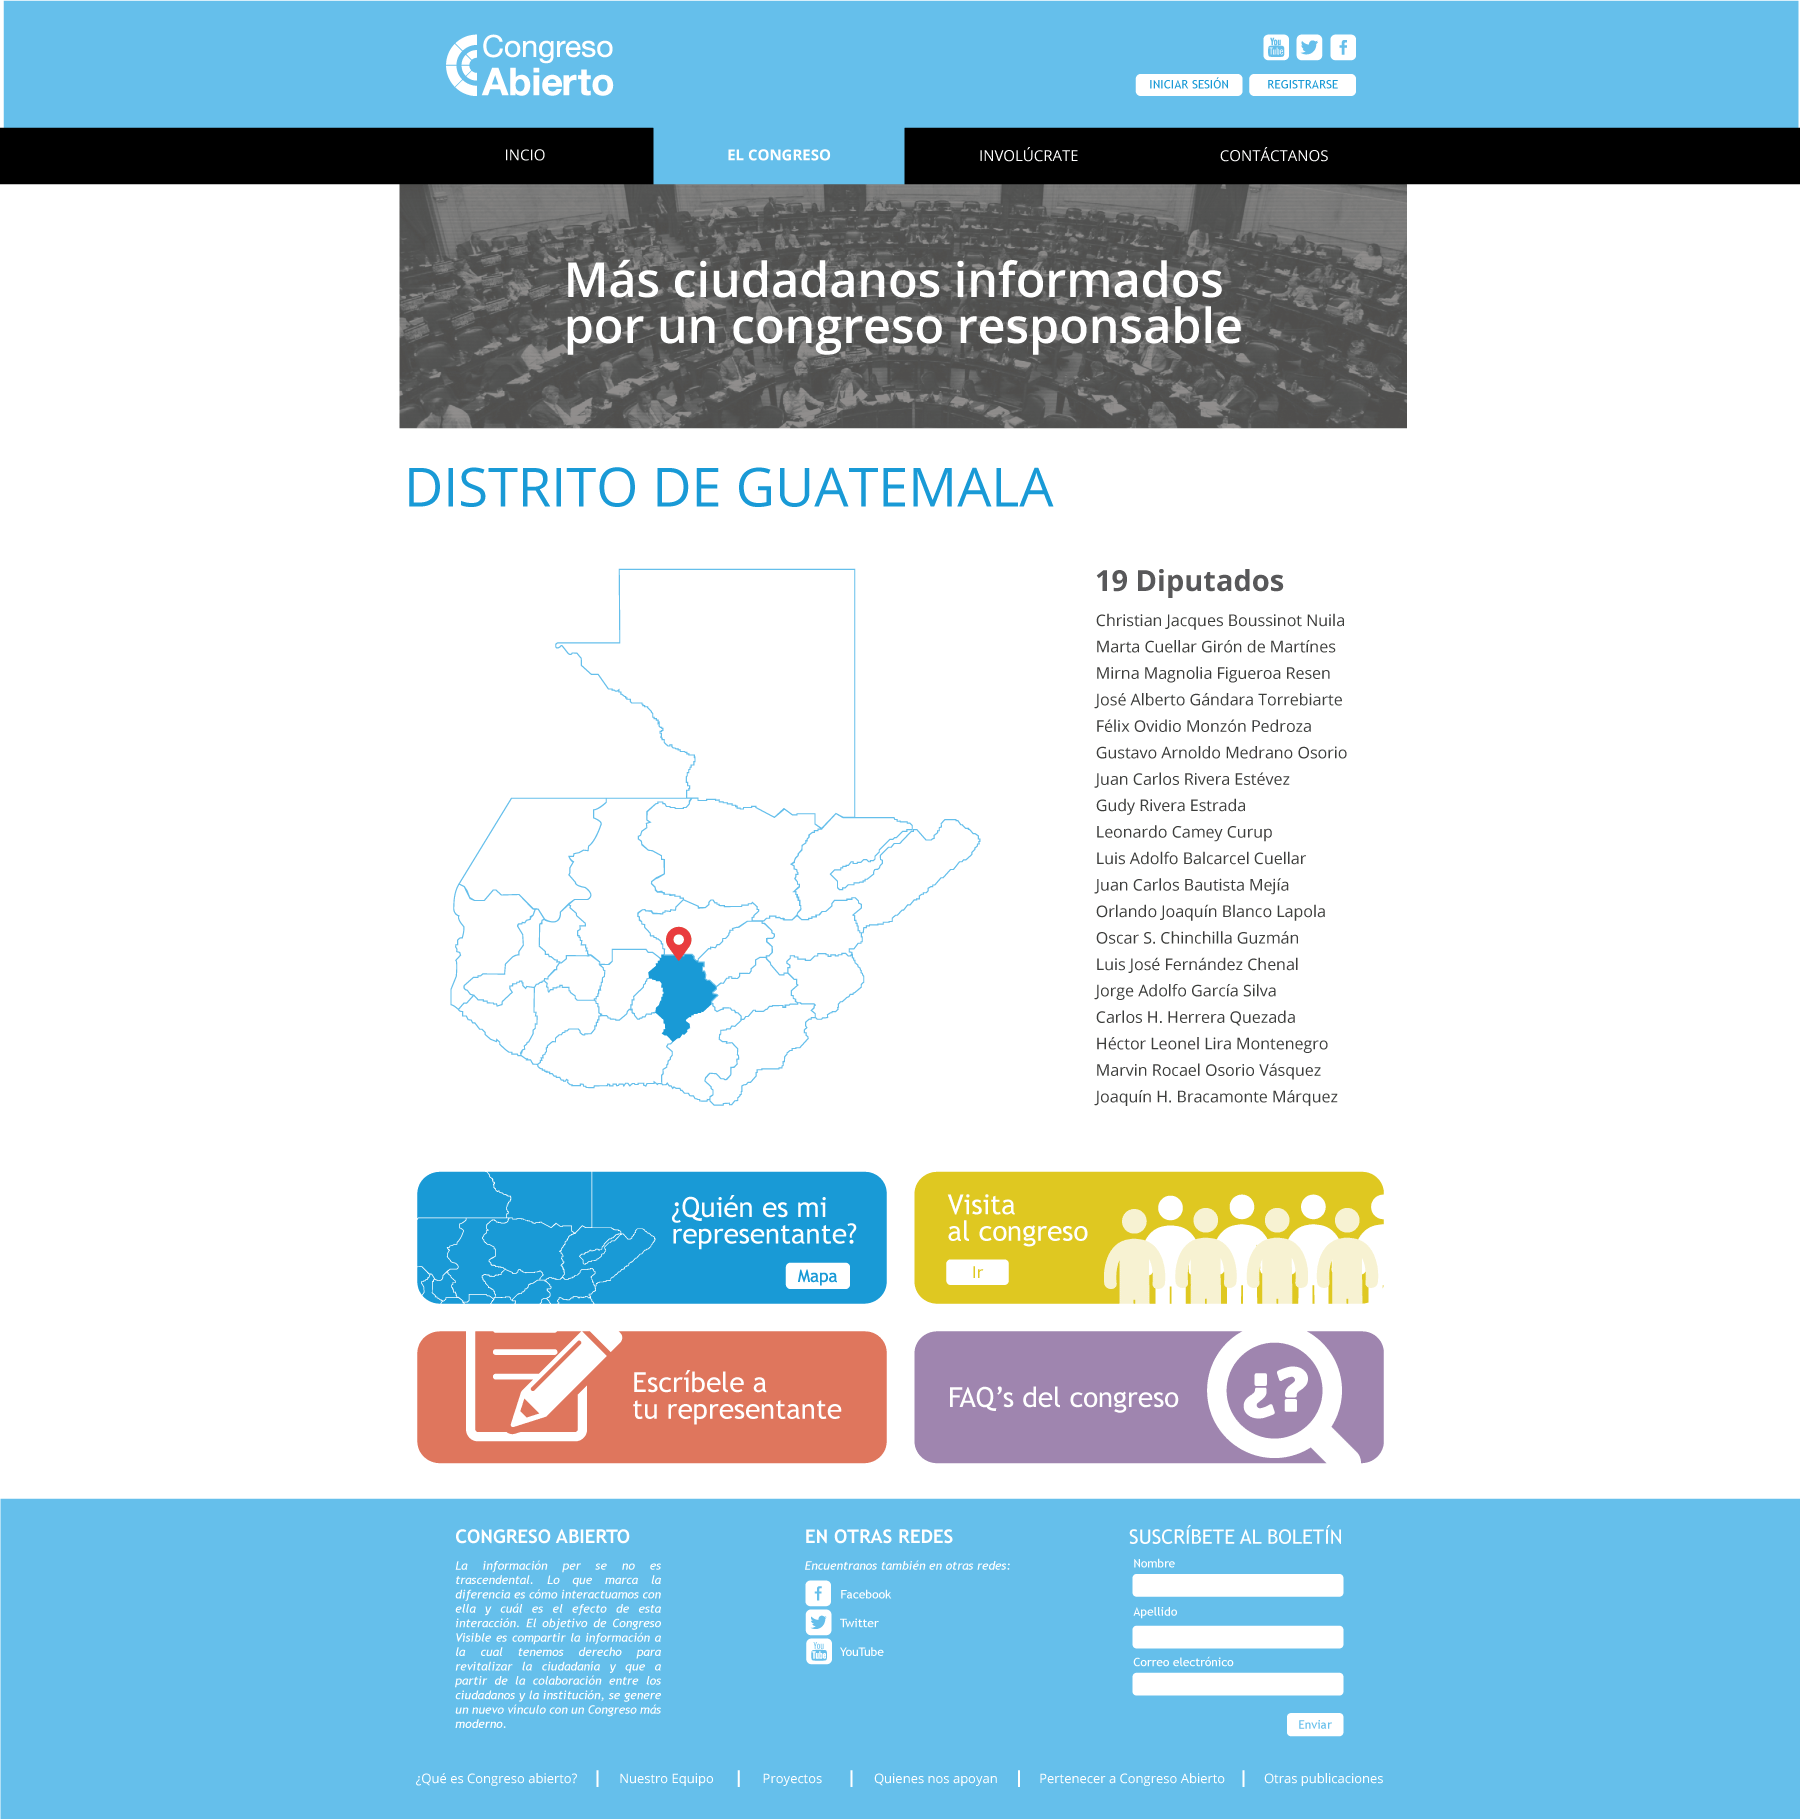 Congreso
Abierto
You
Tube
INICIAR SESIÓN
REGISTRARSE
INCIO
EL CONGRESO
INVOLÚCRATE
CONTÁCTANOS
Más ciudadanos informados
por un congreso responsable
DISTRITO DE GUATEMALA
19 Diputados
Christian Jacques Boussinot Nuila
Marta Cuellar Girón de Martínes
Mirna Magnolia Figueroa Resen
José Alberto Gándara Torrebiarte
Félix Ovidio Monzón Pedroza
Gustavo Arnoldo Medrano Osorio
Juan Carlos Rivera Estévez
Gudy Rivera Estrada
Leonardo Camey Curup
Luis Adolfo Balcarcel Cuellar
Juan Carlos Bautista Mejía
Orlando Joaquín Blanco Lapola
Oscar S. Chinchilla Guzmán
Luis José Fernández Chenal
Jorge Adolfo García Silva
Carlos H. Herrera Quezada
Héctor Leonel Lira Montenegro
Marvin Rocael Osorio Vásquez
Joaquín H. Bracamonte Márquez
¿Quién es mi
representante?
Mapa
Visita
al congreso
Ir
Escríbele a
tu representante
FAQ's del congreso
¿?
CONGRESO ABIERTO
La información per se no es
trascendental. Lo que marca la
diferencia es cómo interactuamos con
ella y cuál es el efecto de esta
interacción. El objetivo de Congreso
Visible es compartir la información a
la cual tenemos derecho para
revitalizar la ciudadanía y que a
partir de la colaboración entre los
ciudadanos y la institución, se genere
un nuevo vínculo con un Congreso más
moderno.
EN OTRAS REDES
Encuentranos también en otras redes:
Facebook
Twitter
You
Tube
YouTube
SUSCRÍBETE AL BOLETÍN
Nombre
Apellido
Correo electrónico
Enviar
¿Qué es Congreso abierto? | Nuestro Equipo | Proyectos | Quienes nos apoyan | Pertenecer a Congreso Abierto | Otras publicaciones